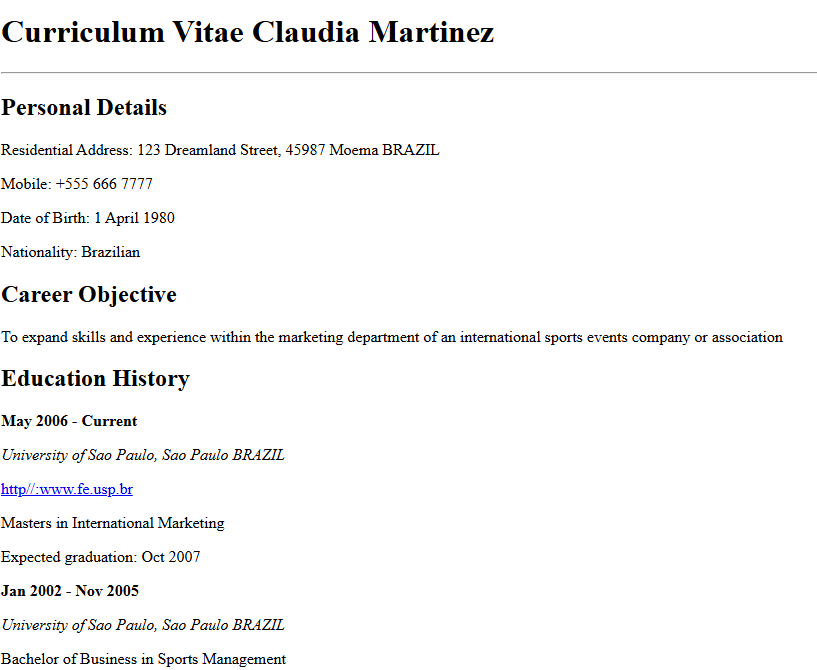 Curriculum Vitae Claudia Martinez
Personal Details
Residential Address: 123 Dreamland Street, 45987 Moema BRAZIL
Mobile: +555 666 7777
Date of Birth: 1 April 1980
Nationality: Brazilian
Career Objective
To expand skills and experience within the marketing department of an international sports events company or association
Education History
May 2006 - Current
University of Sao Paulo, Sao Paulo BRAZIL
http//:www.fe.usp.br
Masters in International Marketing
Expected graduation: Oct 2007
Jan 2002 - Nov 2005
University of Sao Paulo, Sao Paulo BRAZIL
Bachelor of Business in Sports Management